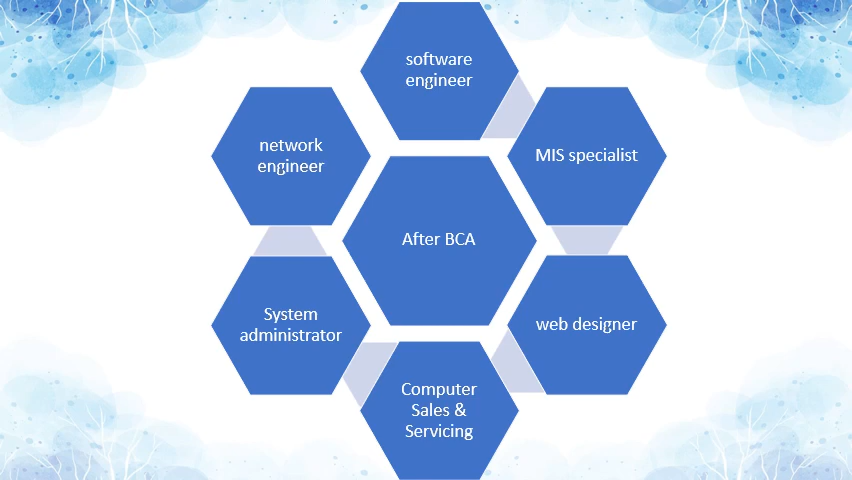 software
engineer
network
engineer
MIS specialist
After BCA
System
administrator
web designer
Computer
Sales &
Servicing